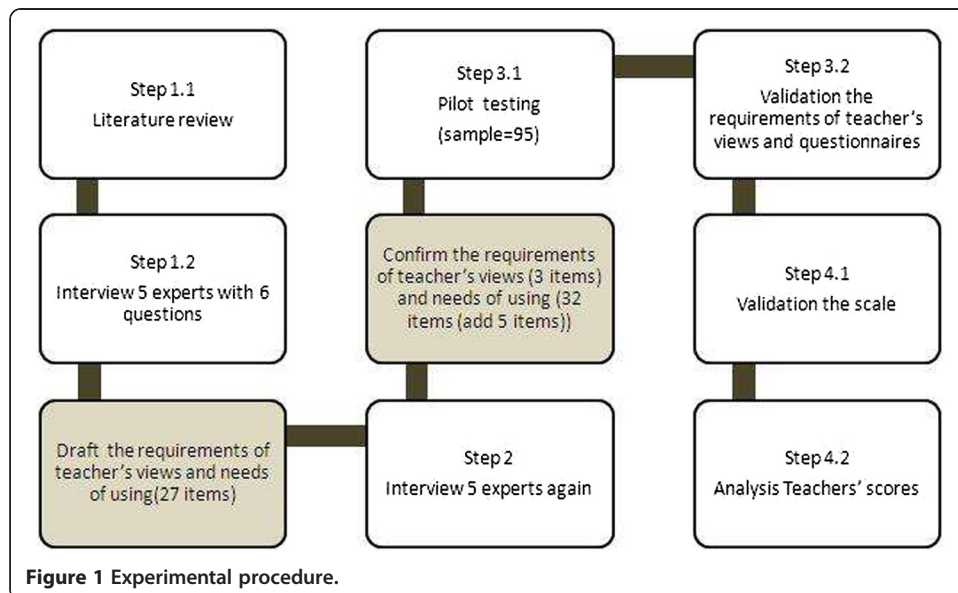 Step 1.1
Literature review
Step 1.2
Interview 5 experts with 6
questions
Draft the requirements of
teacher's views and needs
of using(27 items)
Step 2
Interview 5 experts again
Confirm the requirements
of teacher's views (3 items)
and needs of using (32
items (add 5 items))
Step 3.1
Pilot testing
(sample=95)
Step 3.2
Validation the
requirements of teacher's
views and questionnaires
Step 4.1
Validation the scale
Step 4.2
Analysis Teachers' scores
Figure 1 Experimental procedure.